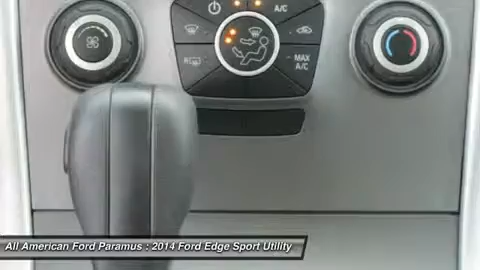 A/C
R
MAX
A/C
All American Ford Paramus : 2014 Ford Edge Sport Utility